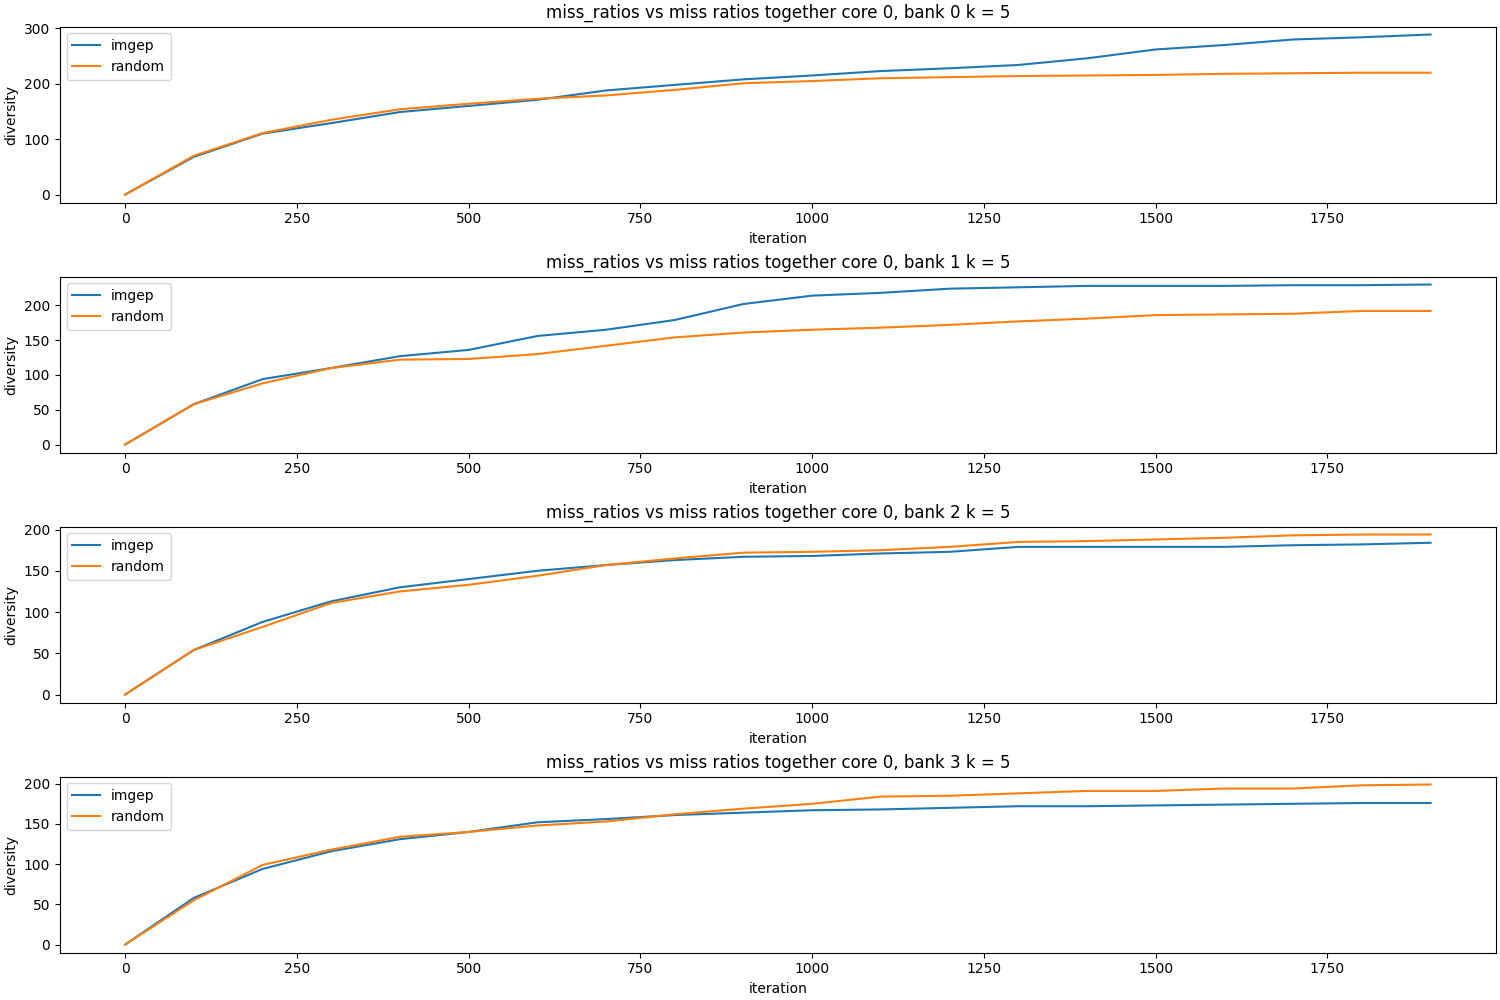 miss_ratios vs miss ratios together core 0, bank 0 k = 5
imgep
random
diversity
300
200
100
0
0 250 500 750 1000 1250 1500 1750
iteration
miss_ratios vs miss ratios together core 0, bank 1 k = 5
imgep
random
diversity
200
150
100
50
0
0 250 500 750 1000 1250 1500 1750
iteration
miss_ratios vs miss ratios together core 0, bank 2 k = 5
imgep
random
diversity
200
150
100
50
0
0 250 500 750 1000 1250 1500 1750
iteration
miss_ratios vs miss ratios together core 0, bank 3 k = 5
imgep
random
diversity
200
150
100
50
0
0 250 500 750 1000 1250 1500 1750
iteration